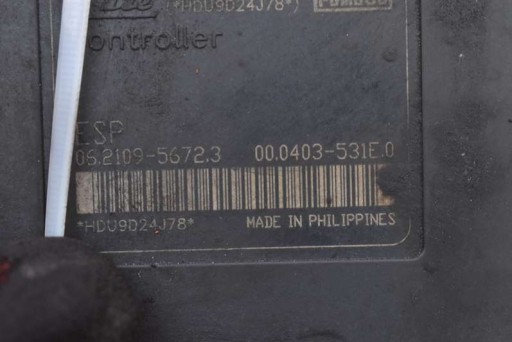 *HDU9D24J78*)
Controller
ESP
06.2109-5672.3 00.0403-531E.0
*HDU9D24J78* MADE IN PHILIPPINES